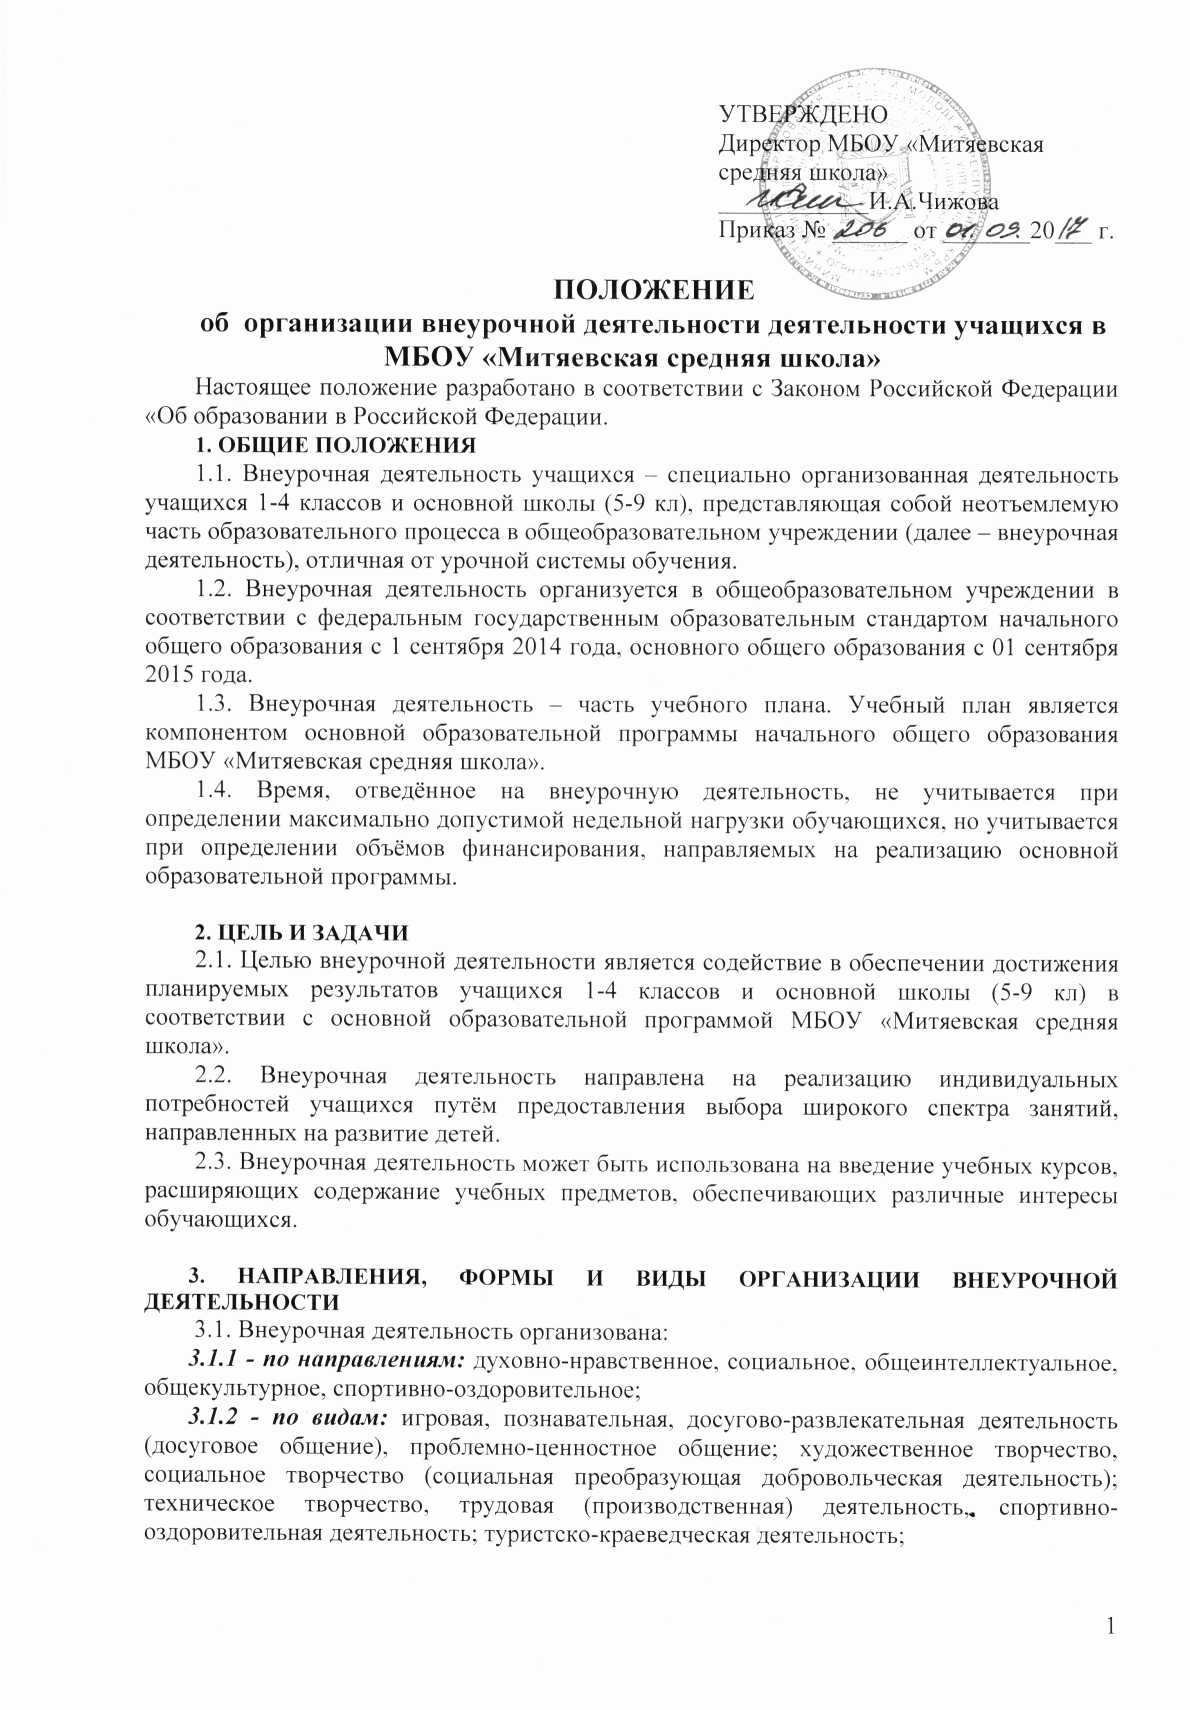 УТВЕРЖДЕНО
Директор МБОУ «Митяевская
средняя школа»
____________ И.А.Чижова
Приказ № 206 от 01.09.2017 г.
ПОЛОЖЕНИЕ
об организации внеурочной деятельности деятельности учащихся в
МБОУ «Митяевская средняя школа»
Настоящее положение разработано в соответствии с Законом Российской Федерации
«Об образовании в Российской Федерации.
1. ОБЩИЕ ПОЛОЖЕНИЯ
1.1. Внеурочная деятельность учащихся – специально организованная деятельность
учащихся 1-4 классов и основной школы (5-9 кл), представляющая собой неотъемлемую
часть образовательного процесса в общеобразовательном учреждении (далее – внеурочная
деятельность), отличная от урочной системы обучения.
1.2. Внеурочная деятельность организуется в общеобразовательном учреждении в
соответствии с федеральным государственным образовательным стандартом начального
общего образования с 1 сентября 2014 года, основного общего образования с 01 сентября
2015 года.
1.3. Внеурочная деятельность – часть учебного плана. Учебный план является
компонентом основной образовательной программы начального общего образования
МБОУ «Митяевская средняя школа».
1.4. Время, отведённое на внеурочную деятельность, не учитывается при
определении максимально допустимой недельной нагрузки обучающихся, но учитывается
при определении объёмов финансирования, направляемых на реализацию основной
образовательной программы.
2. ЦЕЛЬ И ЗАДАЧИ
2.1. Целью внеурочной деятельности является содействие в обеспечении достижения
планируемых результатов учащихся 1-4 классов и основной школы (5-9 кл) в
соответствии с основной образовательной программой МБОУ «Митяевская средняя
школа».
2.2. Внеурочная деятельность направлена на реализацию индивидуальных
потребностей учащихся путём предоставления выбора широкого спектра занятий,
направленных на развитие детей.
2.3. Внеурочная деятельность может быть использована на введение учебных курсов,
расширяющих содержание учебных предметов, обеспечивающих различные интересы
обучающихся.
3. НАПРАВЛЕНИЯ, ФОРМЫ И ВИДЫ ОРГАНИЗАЦИИ ВНЕУРОЧНОЙ
ДЕЯТЕЛЬНОСТИ
3.1. Внеурочная деятельность организована:
3.1.1 - по направлениям: духовно-нравственное, социальное, общеинтеллектуальное,
общекультурное, спортивно-оздоровительное;
3.1.2 - по видам: игровая, познавательная, досугово-развлекательная деятельность
(досуговое общение), проблемно-ценностное общение; художественное творчество,
социальное творчество (социальная преобразующая добровольческая деятельность);
техническое творчество, трудовая (производственная) деятельность,. спортивно-
оздоровительная деятельность; туристско-краеведческая деятельность;
1